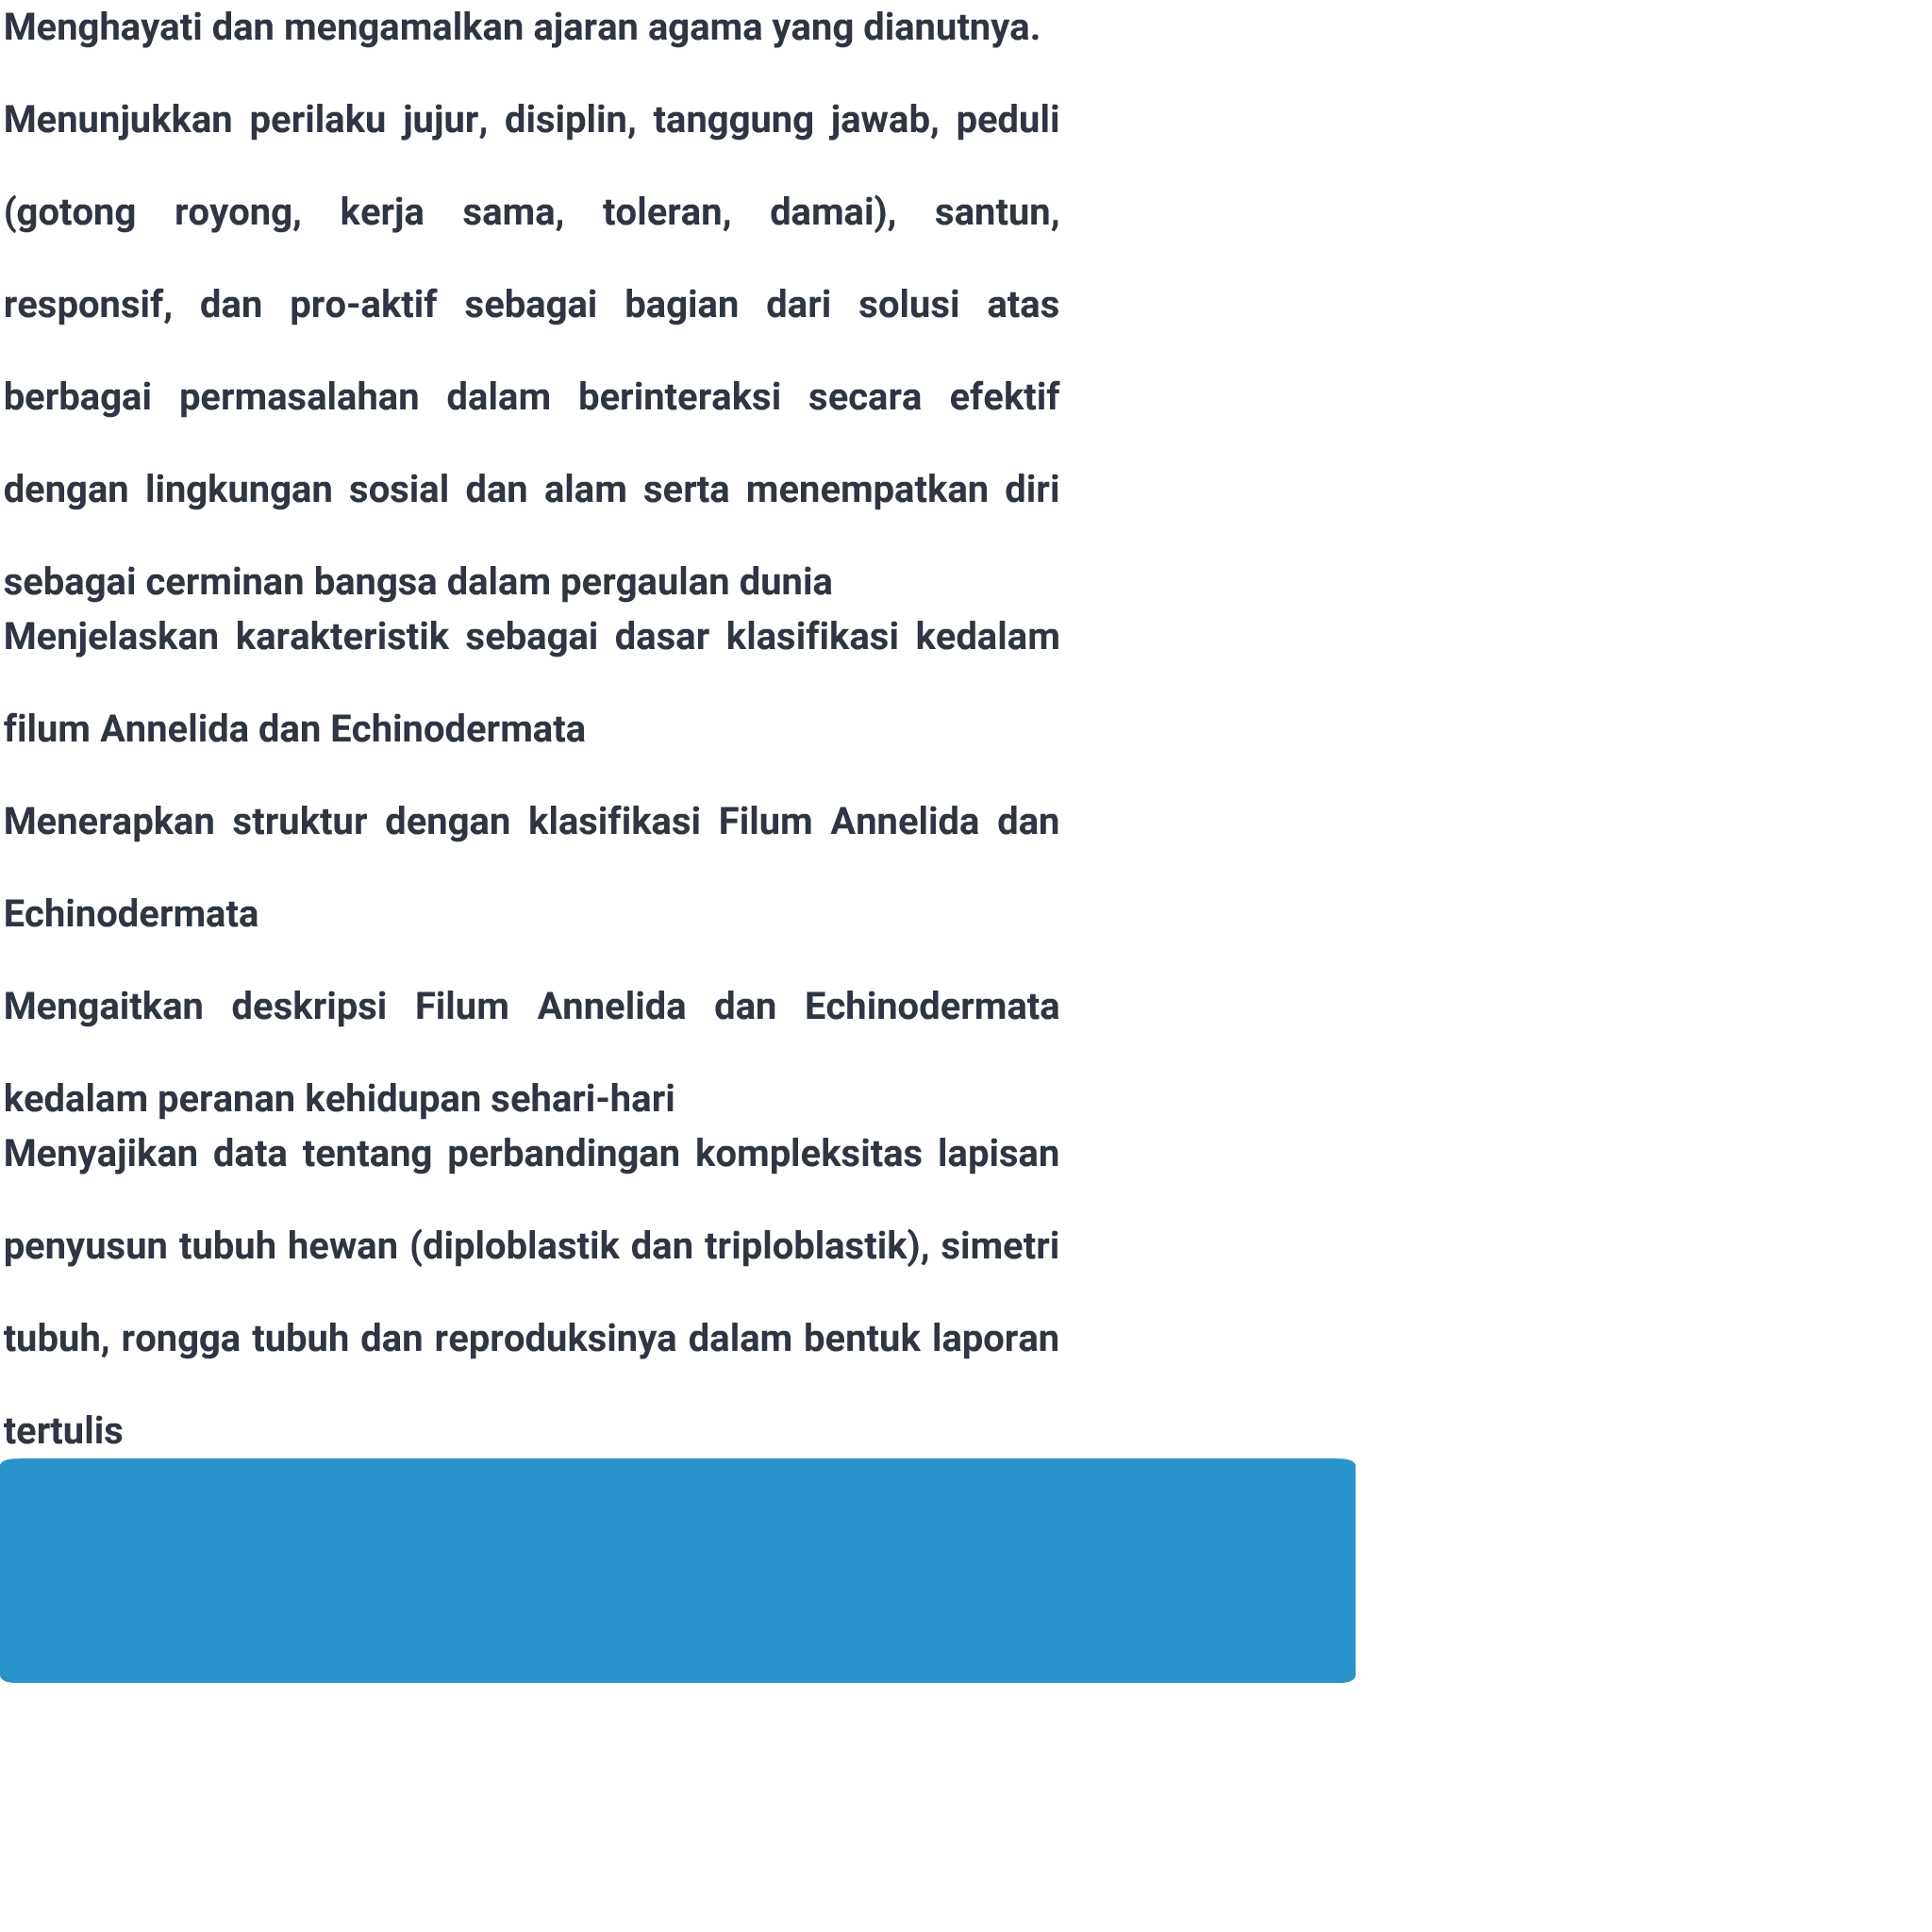 Menghayati dan mengamalkan ajaran agama yang dianutnya.
Menunjukkan perilaku jujur, disiplin, tanggung jawab, peduli
(gotong royong, kerja sama, toleran, damai), santun,
responsif, dan pro-aktif sebagai bagian dari solusi atas
berbagai permasalahan dalam berinteraksi secara efektif
dengan lingkungan sosial dan alam serta menempatkan diri
sebagai cerminan bangsa dalam pergaulan dunia
Menjelaskan karakteristik sebagai dasar klasifikasi kedalam
filum Annelida dan Echinodermata
Menerapkan struktur dengan klasifikasi Filum Annelida dan
Echinodermata
Mengaitkan deskripsi Filum Annelida dan Echinodermata
kedalam peranan kehidupan sehari-hari
Menyajikan data tentang perbandingan kompleksitas lapisan
penyusun tubuh hewan (diploblastik dan triploblastik), simetri
tubuh, rongga tubuh dan reproduksinya dalam bentuk laporan
tertulis